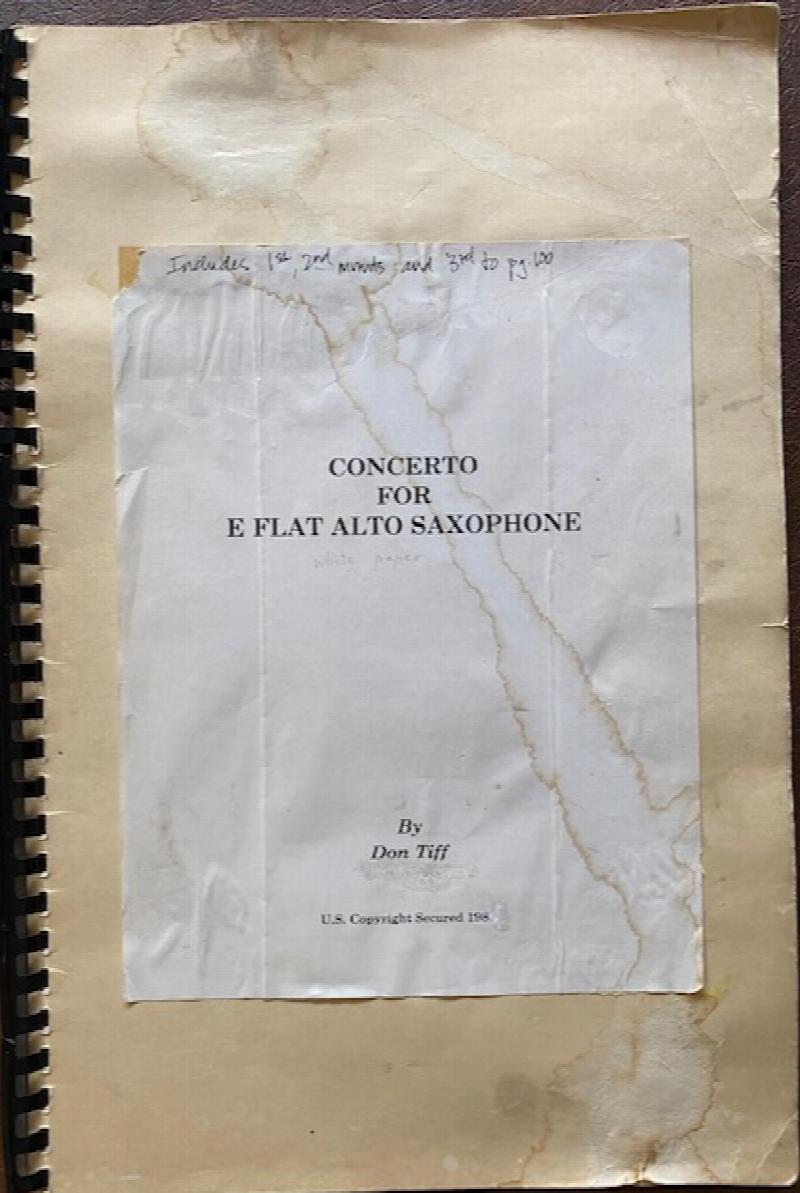 Includes 1st, 2nd mvmts and 3rd to pg. 100
CONCERTO
FOR
E FLAT ALTO SAXOPHONE
white paper
By
Don Tiff
U.S. Copyright Secured 198